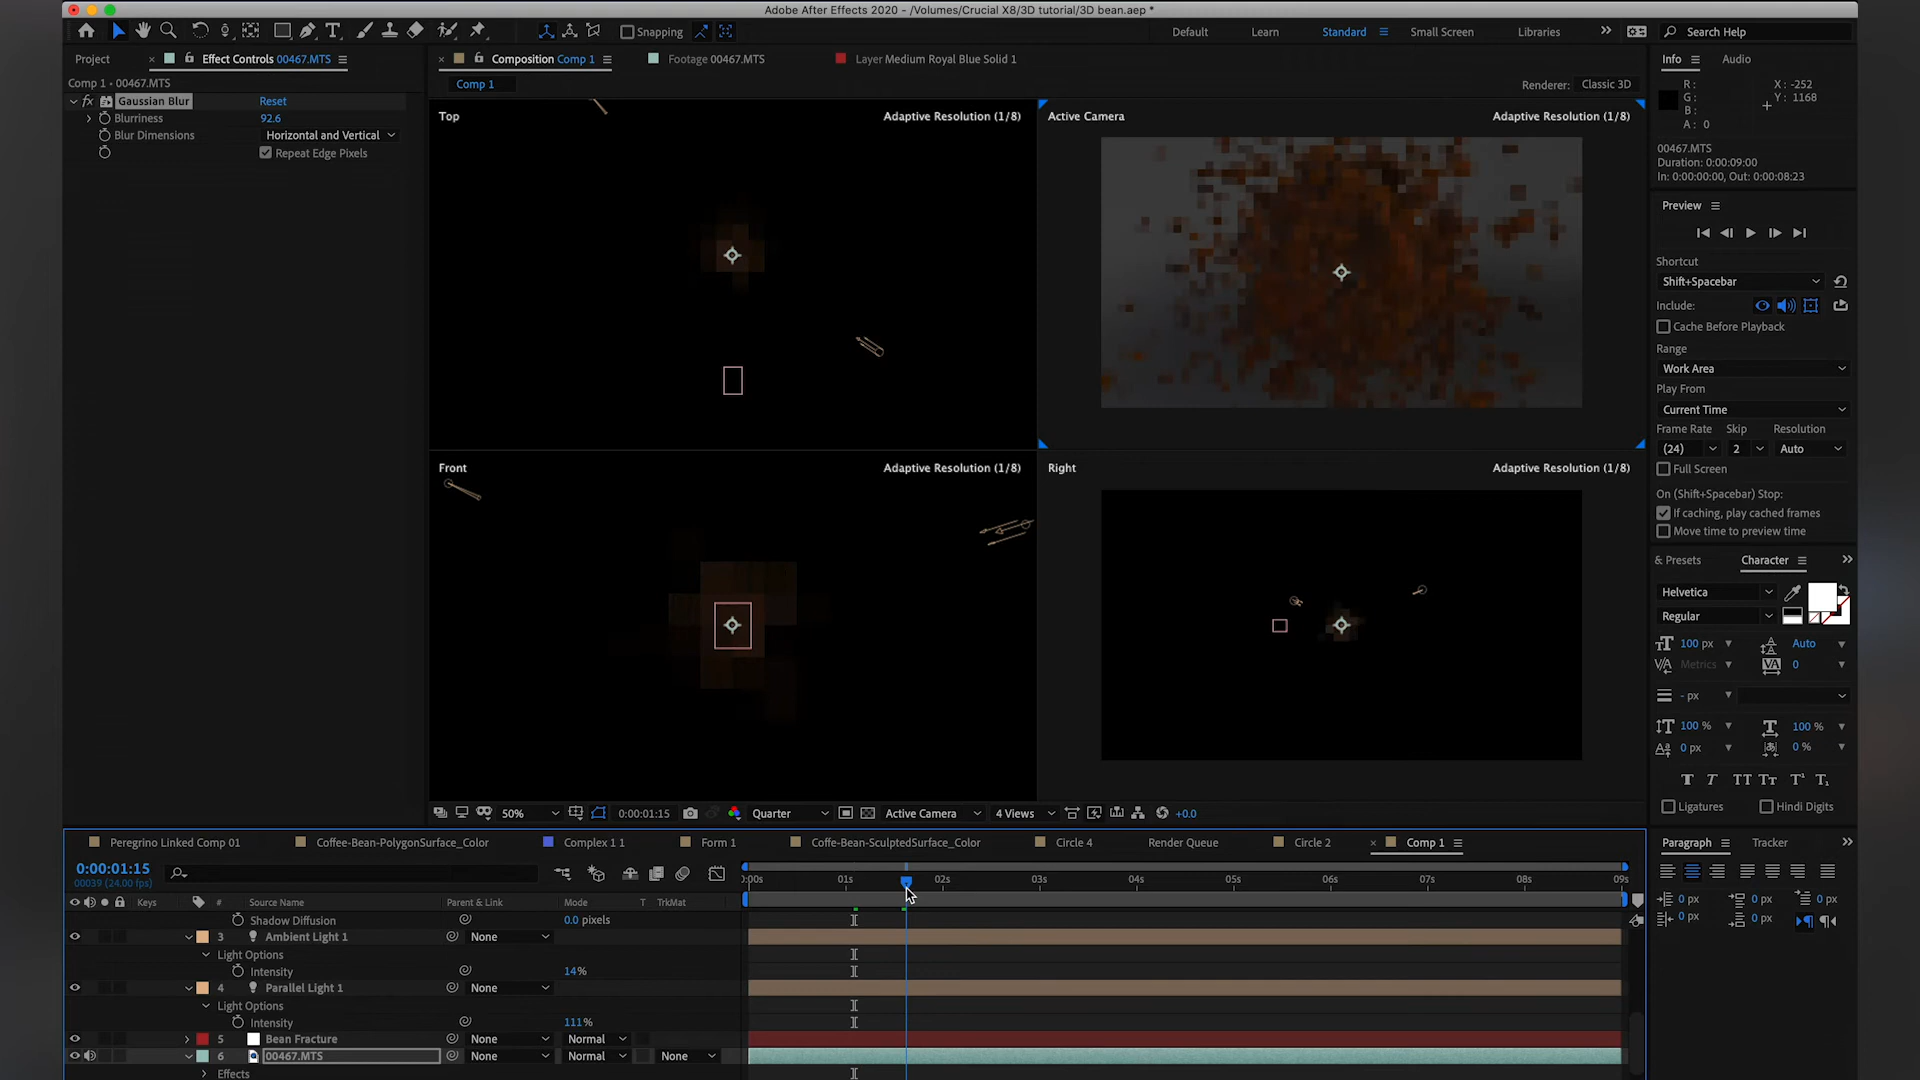 Adobe After Effects 2020 - /Volumes/Crucial X8/3D tutorial/3D bean.aep *
Snapping
Default
Learn
Standard
Small Screen
Libraries
Search Help
Project
Effect Controls 00467.MTS
Composition Comp 1
Footage 00467.MTS
Layer Medium Royal Blue Solid 1
Info
Audio
Comp 1 • 00467.MTS
Comp 1
Renderer: Classic 3D
R :
G :
B :
A : 0
X : -252
Y : 1168
fx Gaussian Blur
Reset
Blurriness
92.6
Blur Dimensions
Horizontal and Vertical
Repeat Edge Pixels
Top
Adaptive Resolution (1/8)
Active Camera
Adaptive Resolution (1/8)
00467.MTS
Duration: 0:00:09:00
In: 0:00:00:00, Out: 0:00:08:23
Preview
Shortcut
Shift+Spacebar
Include:
Cache Before Playback
Range
Work Area
Play From
Current Time
Frame Rate
Skip
Resolution
(24)
2
Auto
Full Screen
On (Shift+Spacebar) Stop:
If caching, play cached frames
Move time to preview time
Front
Adaptive Resolution (1/8)
Right
Adaptive Resolution (1/8)
& Presets
Character
Helvetica
Regular
100 px
Auto
Metrics
0
- px
100 %
100 %
0 px
0 %
T T TT TT T' T,
Ligatures
Hindi Digits
50%
0:00:01:15
Quarter
Active Camera
4 Views
+0.0
Peregrino Linked Comp 01
Coffee-Bean-PolygonSurface_Color
Complex 1 1
Form 1
Coffe-Bean-SculptedSurface_Color
Circle 4
Render Queue
Circle 2
Comp 1
Paragraph
Tracker
0:00:01:15
00039 (24.00 fps)
:00s
01s
02s
03s
04s
05s
06s
07s
08s
09s
Keys
#
Source Name
Parent & Link
Mode
T
TrkMat
0 px
0 px
0 px
0 px
0 px
Shadow Diffusion
0.0 pixels
3
Ambient Light 1
None
Light Options
Intensity
14%
4
Parallel Light 1
None
Light Options
Intensity
111%
5
Bean Fracture
None
Normal
6
00467.MTS
None
Normal
None
Effects